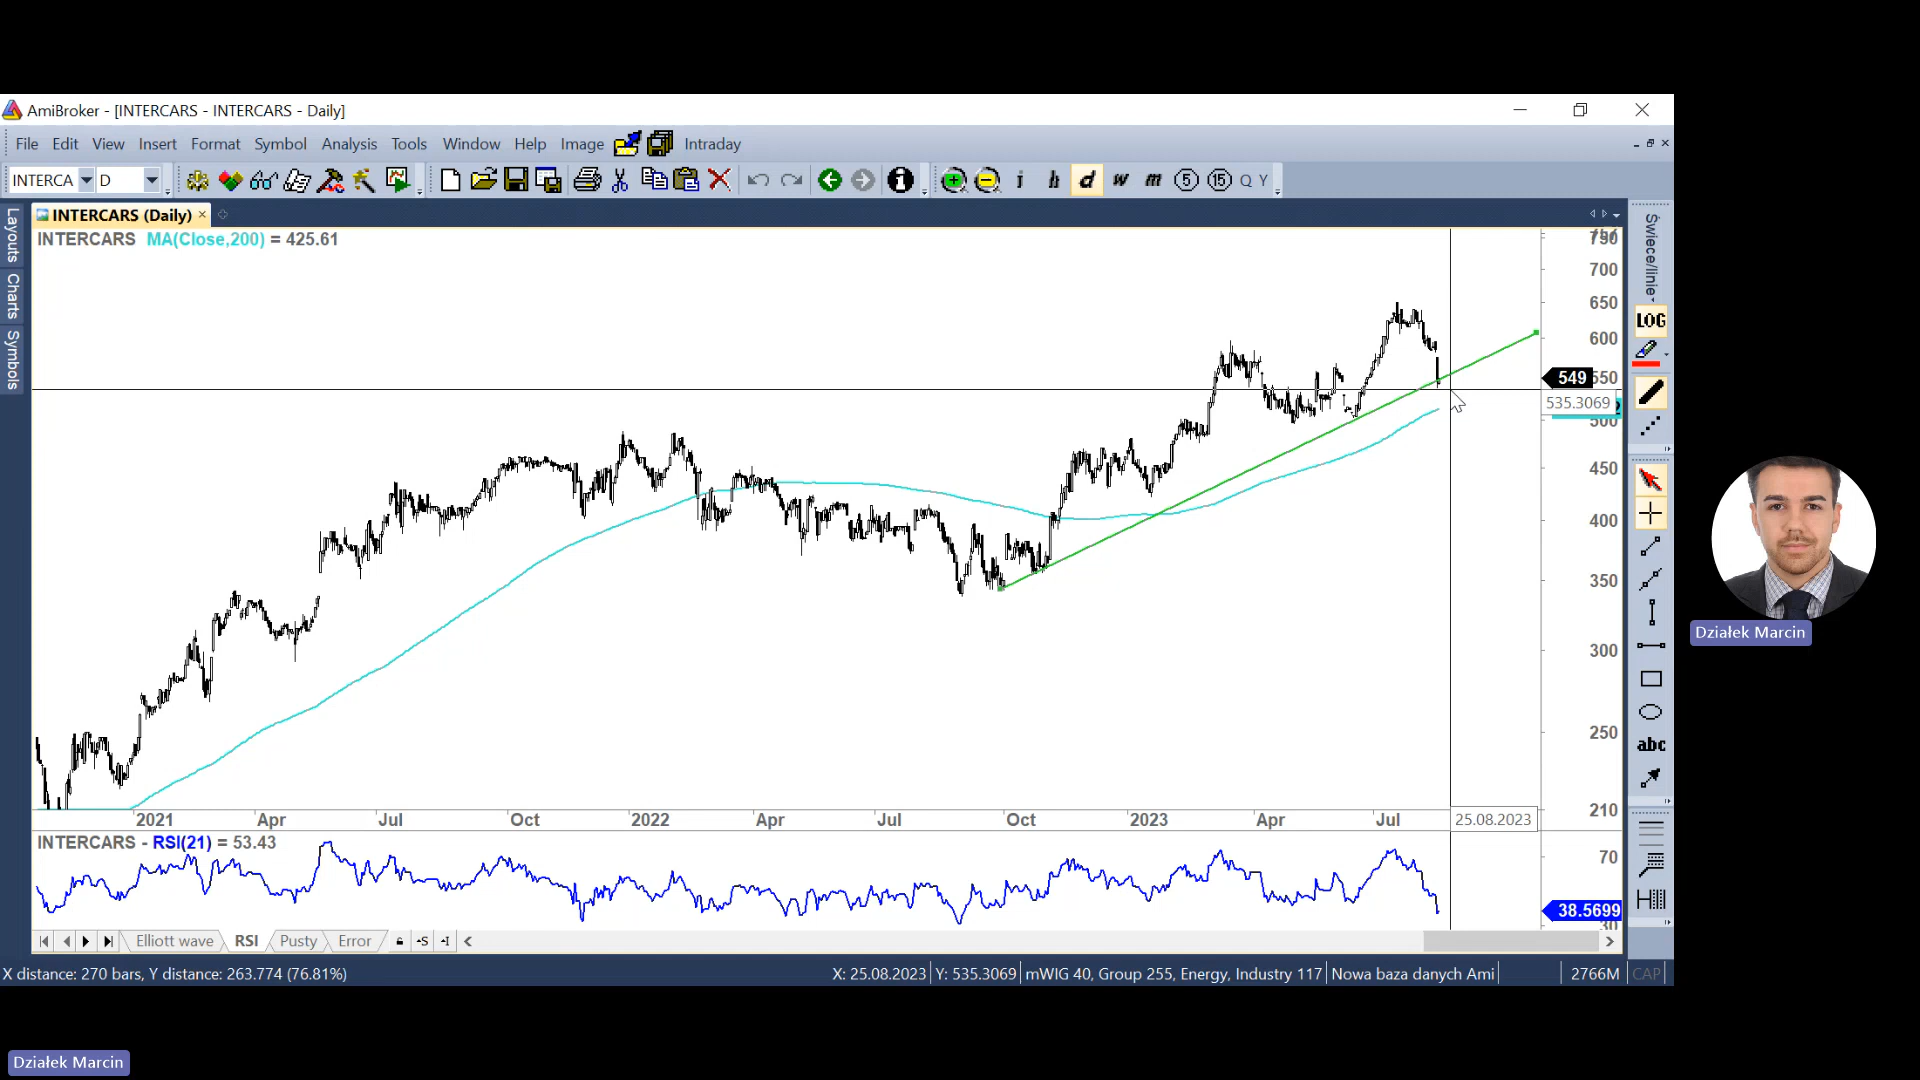 AmiBroker - [INTERCARS - INTERCARS - Daily]
File Edit View Insert Format Symbol Analysis Tools Window Help Image Intraday
INTERCA D i h d w m 5 15 Q Y
INTERCARS (Daily)
Layouts
Charts
Symbols
INTERCARS MA(Close,200) = 425.61
750
700
650
600
549
550
535.3069
500
450
400
350
300
250
210
2021 Apr Jul Oct 2022 Apr Jul Oct 2023 Apr Jul 25.08.2023
INTERCARS - RSI(21) = 53.43
70
38.5699
30
Elliott wave RSI Pusty Error
X distance: 270 bars, Y distance: 263.774 (76.81%)
X: 25.08.2023 Y: 535.3069 mWIG 40, Group 255, Energy, Industry 117 Nowa baza danych Ami 2766M CAP
Świece/linie
LOG
abc
Działek Marcin
Działek Marcin